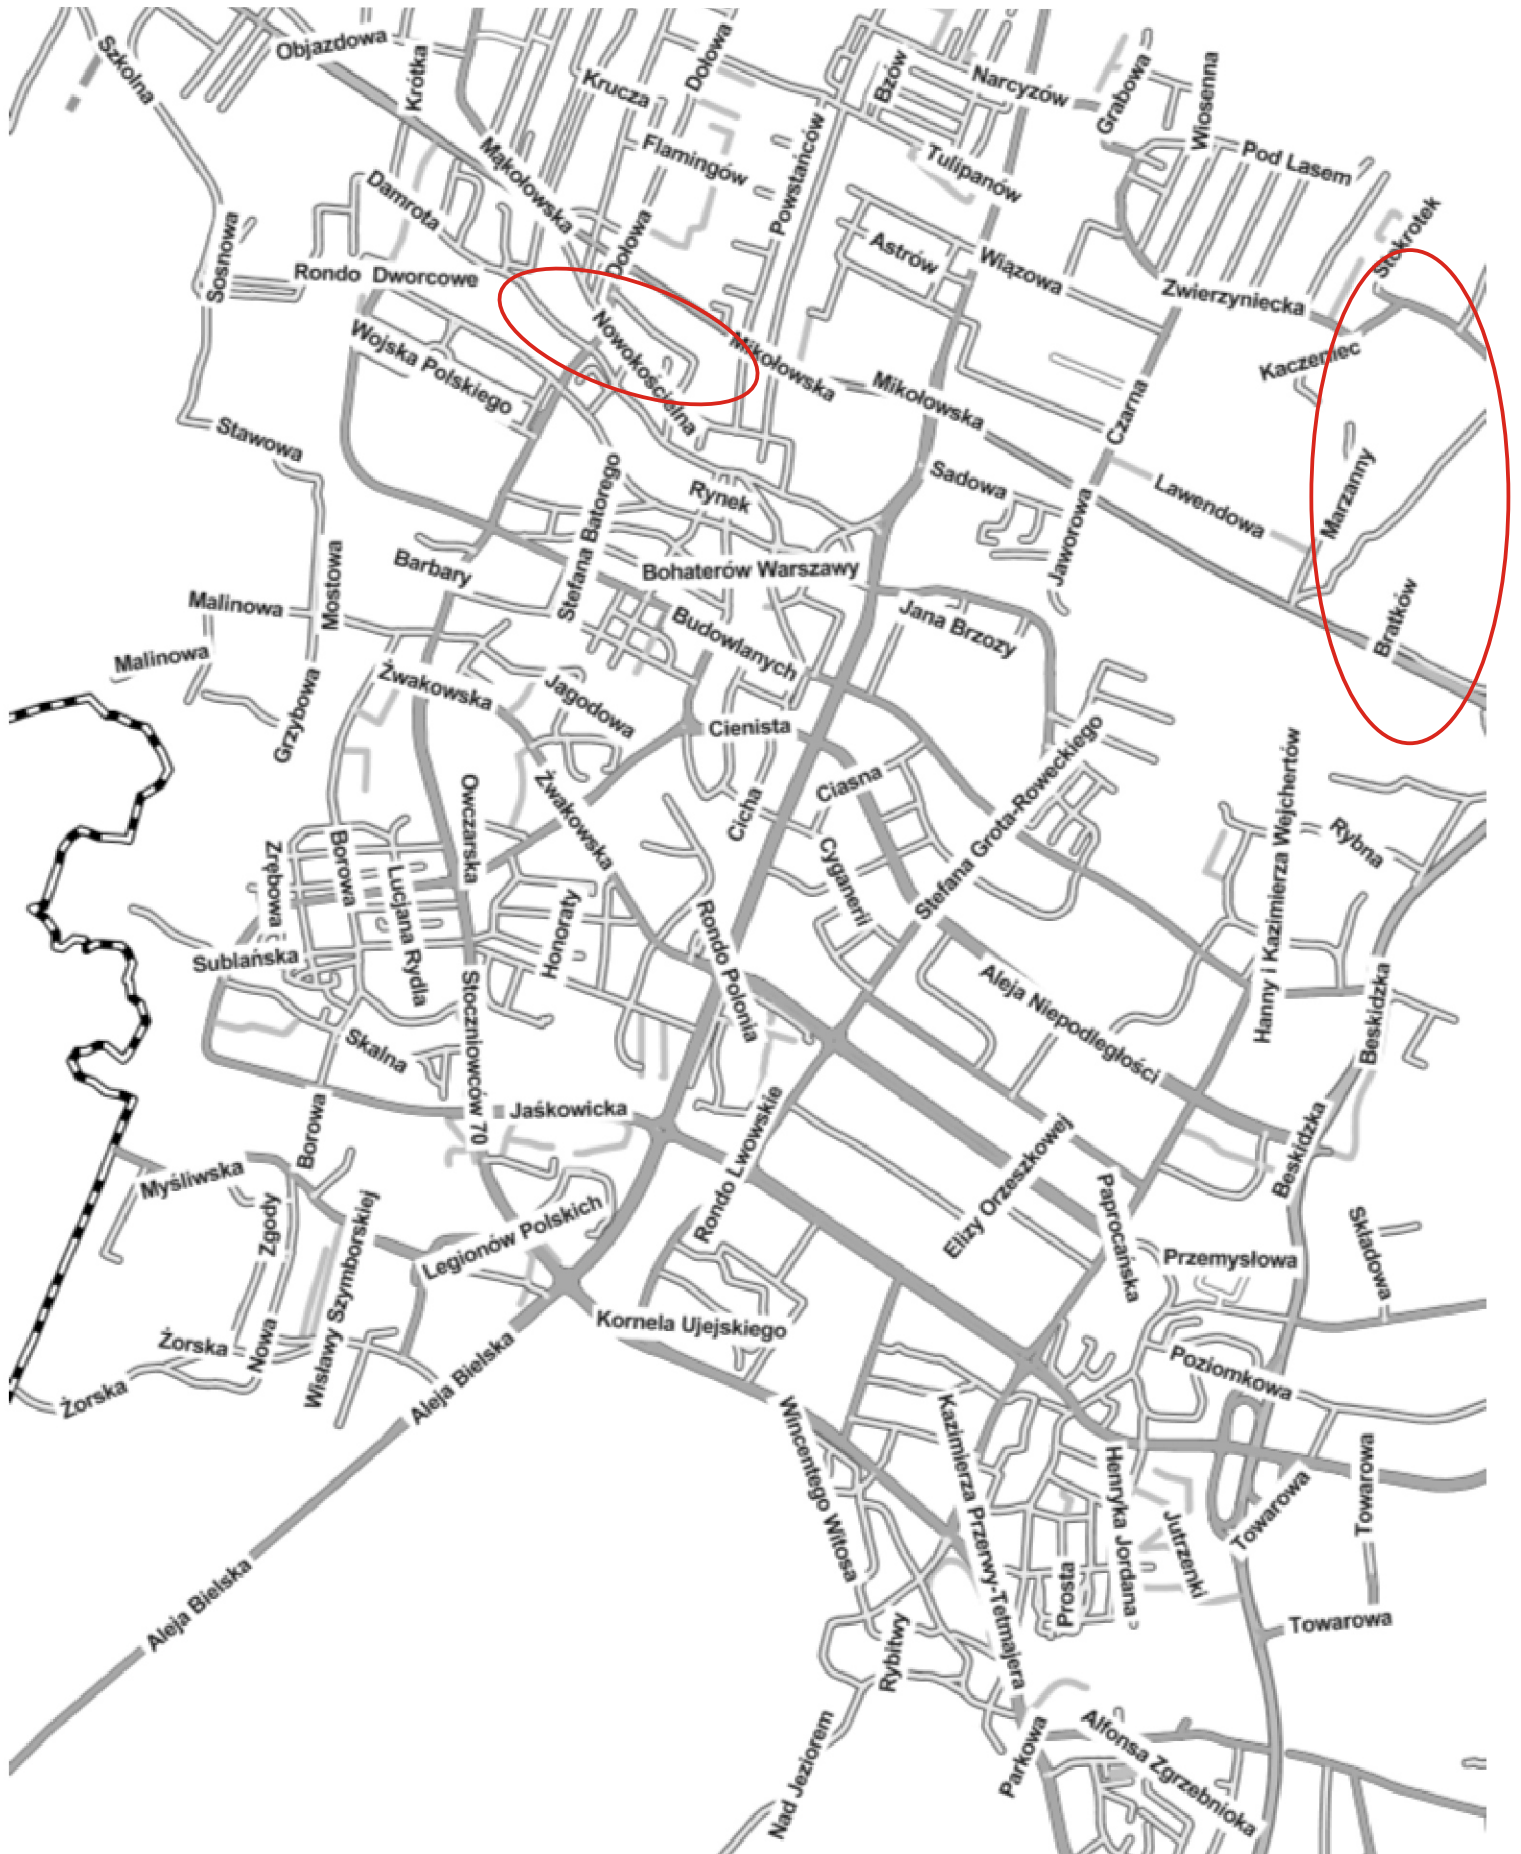 Szkolna
Objazdowa
Krótka
Krucza
Dołowa
Bzów
Narcyzów
Grabowa
Wiosenna
Mąkołowska
Flamingów
Powstańców
Tulipanów
Pod Lasem
Damrota
Dołowa
Astrów
Wiązowa
Stokrotek
Sosnowa
Rondo Dworcowe
Zwierzyniecka
Wojska Polskiego
Nowokościelna
Mikołowska
Mikołowska
Kaczeniec
Czarna
Stawowa
Stefana Batorego
Rynek
Sadowa
Lawendowa
Marzanny
Jaworowa
Mostowa
Barbary
Bohaterów Warszawy
Malinowa
Budowlanych
Jana Brzozy
Bratków
Malinowa
Grzybowa
Żwakowska
Jagodowa
Cienista
Owczarska
Żwakowska
Cicha
Ciasna
Stefana Grota-Roweckiego
Hanny i Kazimierza Wejchertów
Rybna
Zrębowa
Borowa
Lucjana Rydla
Cyganerii
Honoraty
Rondo Polonia
Sublańska
Stoczniowców 70
Aleja Niepodległości
Beskidzka
Skalna
Jaśkowicka
Rondo Lwowskie
Elizy Orzeszkowej
Beskidzka
Borowa
Myśliwska
Zgody
Wisławy Szymborskiej
Legionów Polskich
Paprocańska
Przemysłowa
Składowa
Kornela Ujejskiego
Żorska
Nowa
Aleja Bielska
Poziomkowa
Żorska
Wincentego Witosa
Kazimierza Przerwy-Tetmajera
Henryka Jordana
Jutrzenki
Towarowa
Towarowa
Aleja Bielska
Prosta
Towarowa
Rybitwy
Nad Jeziorem
Parkowa
Alfonsa Zgrzebnioka